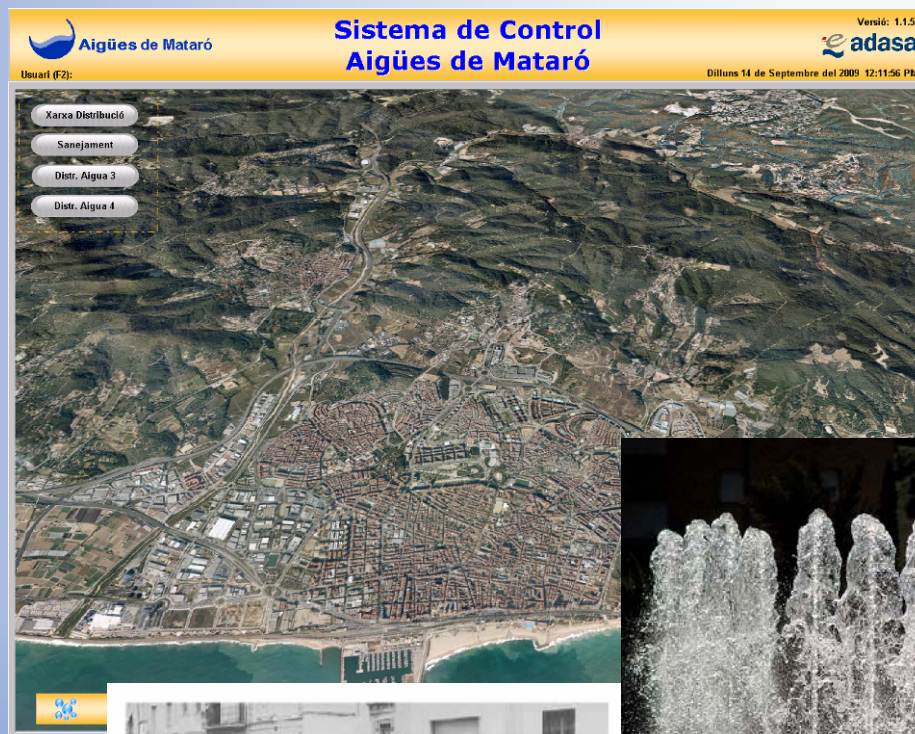 Aigües de Mataró
Usuari (F2):
Sistema de Control
Aigües de Mataró
Versió: 1.1.5
adasa
Dilluns 14 de Septembre del 2009 12:11:56 PM
Xarxa Distribució
Sanejament
Distr. Aigua 3
Distr. Aigua 4